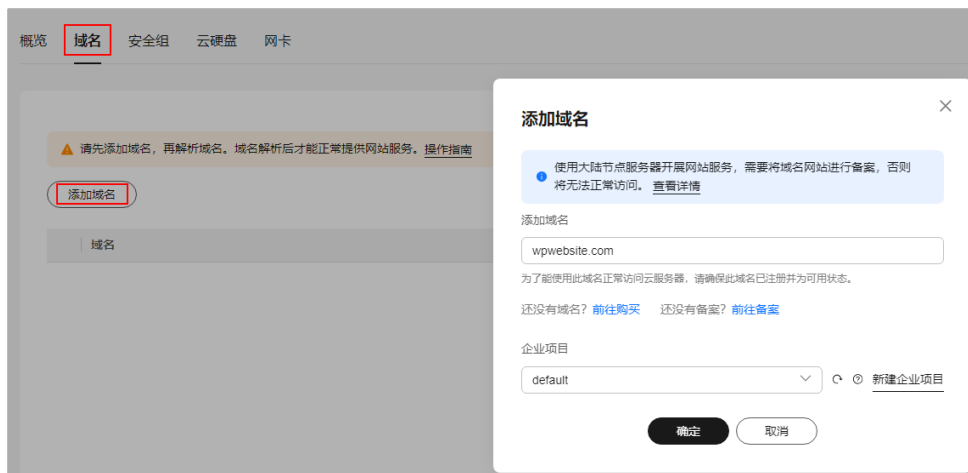 概览 域名 安全组 云硬盘 网卡
请先添加域名，再解析域名。域名解析后才能正常提供网站服务。操作指南
添加域名
域名
添加域名
使用大陆节点服务器开展网站服务，需要将域名网站进行备案，否则
将无法正常访问。 查看详情
添加域名
wpwebsite.com
为了能使用此域名正常访问云服务器，请确保此域名已注册并为可用状态。
还没有域名？前往购买 还没有备案？前往备案
企业项目
default 新建企业项目
确定 取消